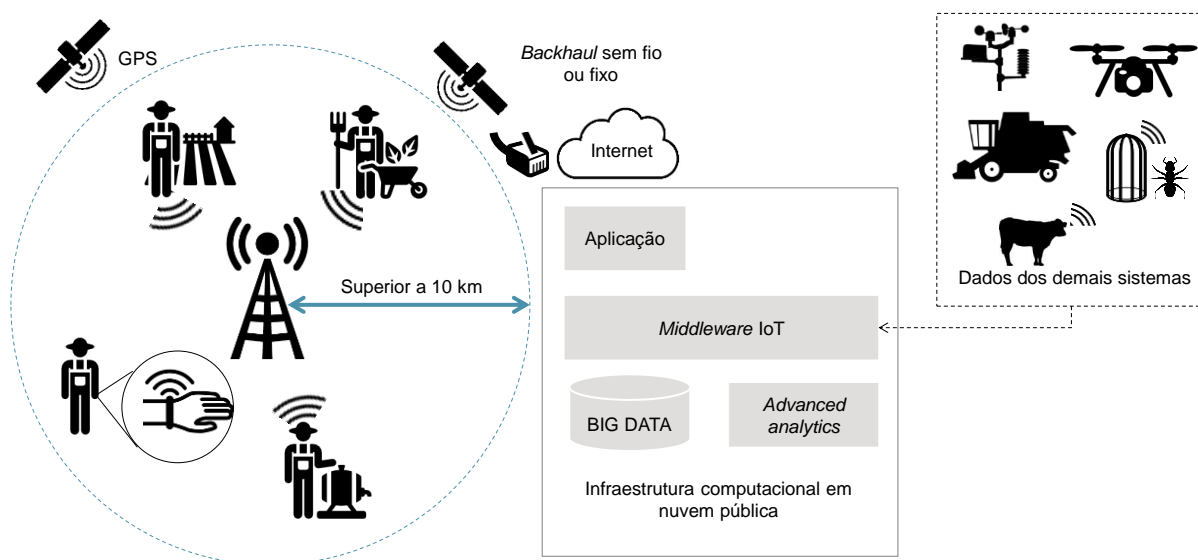 GPS
Backhaul sem fio
ou fixo
Internet
Superior a 10 km
Aplicação
Middleware IoT
BIG DATA
Advanced
analytics
Infraestrutura computacional em
nuvem pública
Dados dos demais sistemas